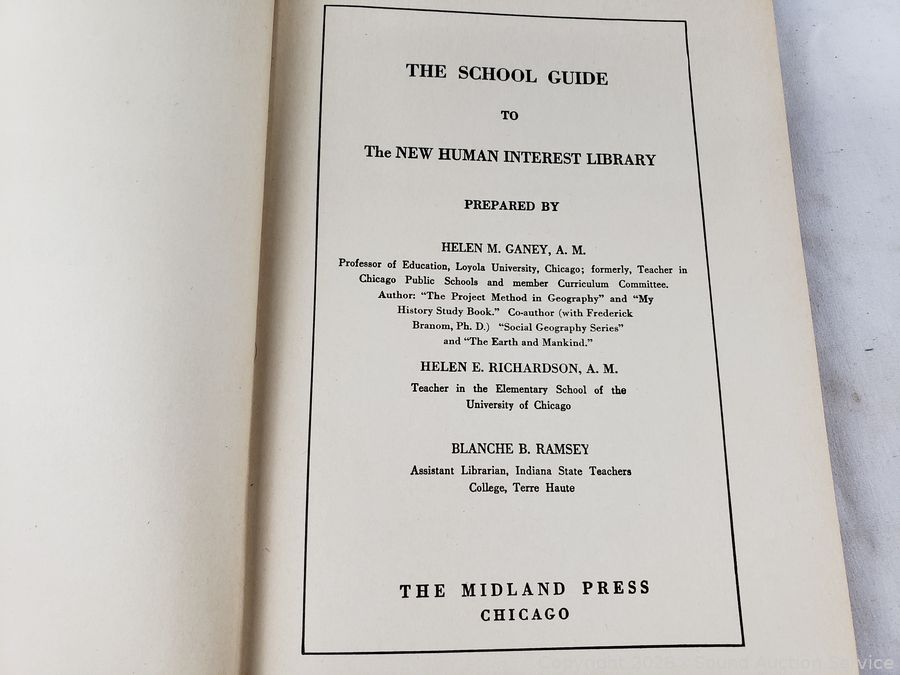 THE SCHOOL GUIDE
TO
The NEW HUMAN INTEREST LIBRARY
PREPARED BY
HELEN M. GANEY, A. M.
Professor of Education, Loyola University, Chicago; formerly, Teacher in
Chicago Public Schools and member Curriculum Committee.
Author: “The Project Method in Geography” and “My
History Study Book.” Co-author (with Frederick
Branom, Ph. D.) “Social Geography Series”
and “The Earth and Mankind.”
HELEN E. RICHARDSON, A. M.
Teacher in the Elementary School of the
University of Chicago
BLANCHE B. RAMSEY
Assistant Librarian, Indiana State Teachers
College, Terre Haute
THE MIDLAND PRESS
CHICAGO
Sound Auction Service